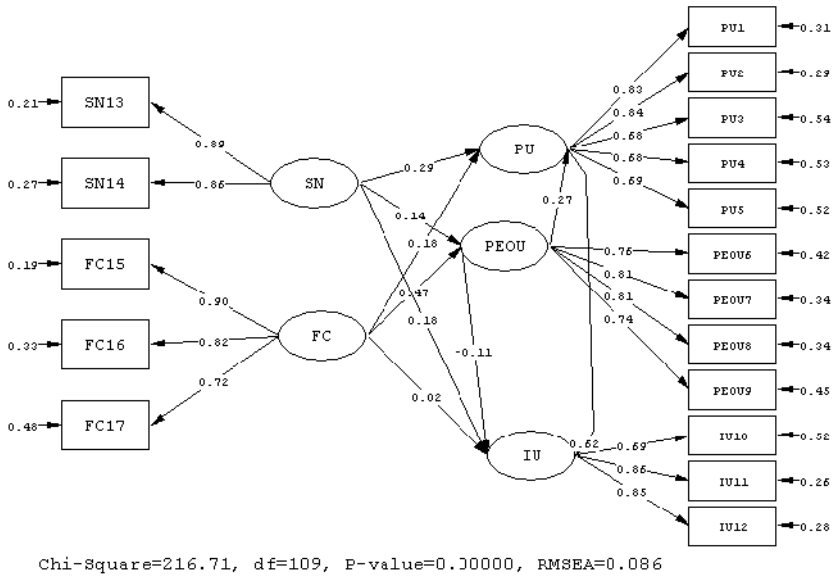 PU1
0.31
PU2
0.29
0.83
SN13
0.21
0.84
PU3
0.54
0.68
0.89
PU
PU4
0.53
0.68
0.29
0.69
SN14
0.27
0.86
SN
PU5
0.52
0.27
0.14
PEOU
0.18
PEOU6
0.42
0.76
FC15
0.19
0.81
PEOU7
0.34
0.47
0.81
0.90
0.18
0.74
FC
FC16
0.33
0.82
PEOU8
0.34
-0.11
0.72
PEOU9
0.45
0.02
FC17
0.48
IU10
0.52
0.62
0.69
IU
0.86
IU11
0.26
0.85
IU12
0.28
Chi-Square=216.71, df=109, P-value=0.00000, RMSEA=0.086